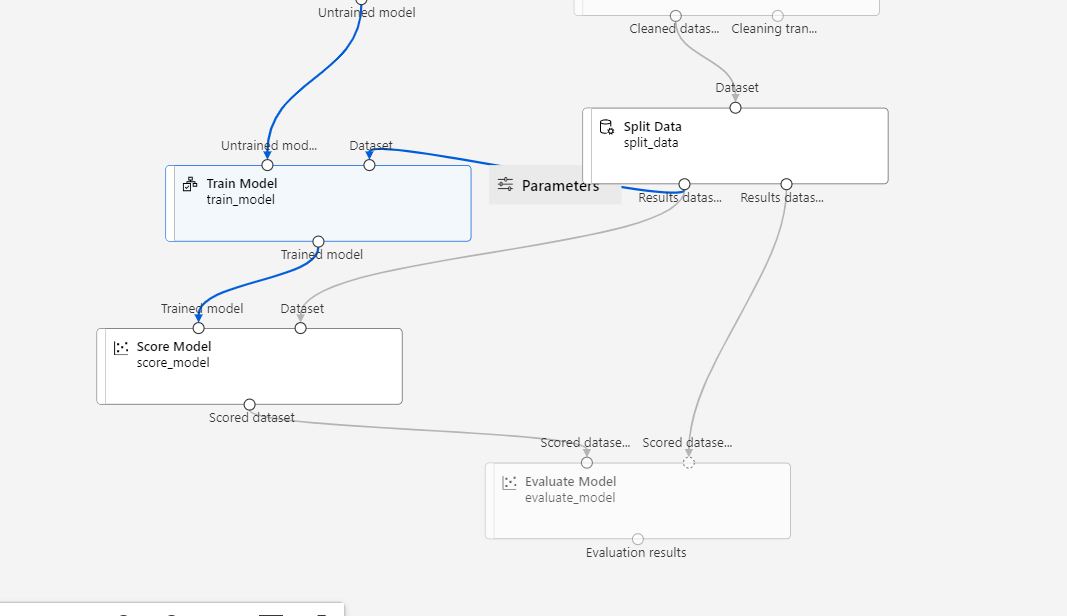 Untrained model
Cleaned datas...
Cleaning tran...
Dataset
Split Data
split_data
Untrained mod...
Dataset
Train Model
train_model
Parameters
Results datas...
Results datas...
Trained model
Trained model
Dataset
Score Model
score_model
Scored dataset
Scored datase...
Scored datase...
Evaluate Model
evaluate_model
Evaluation results